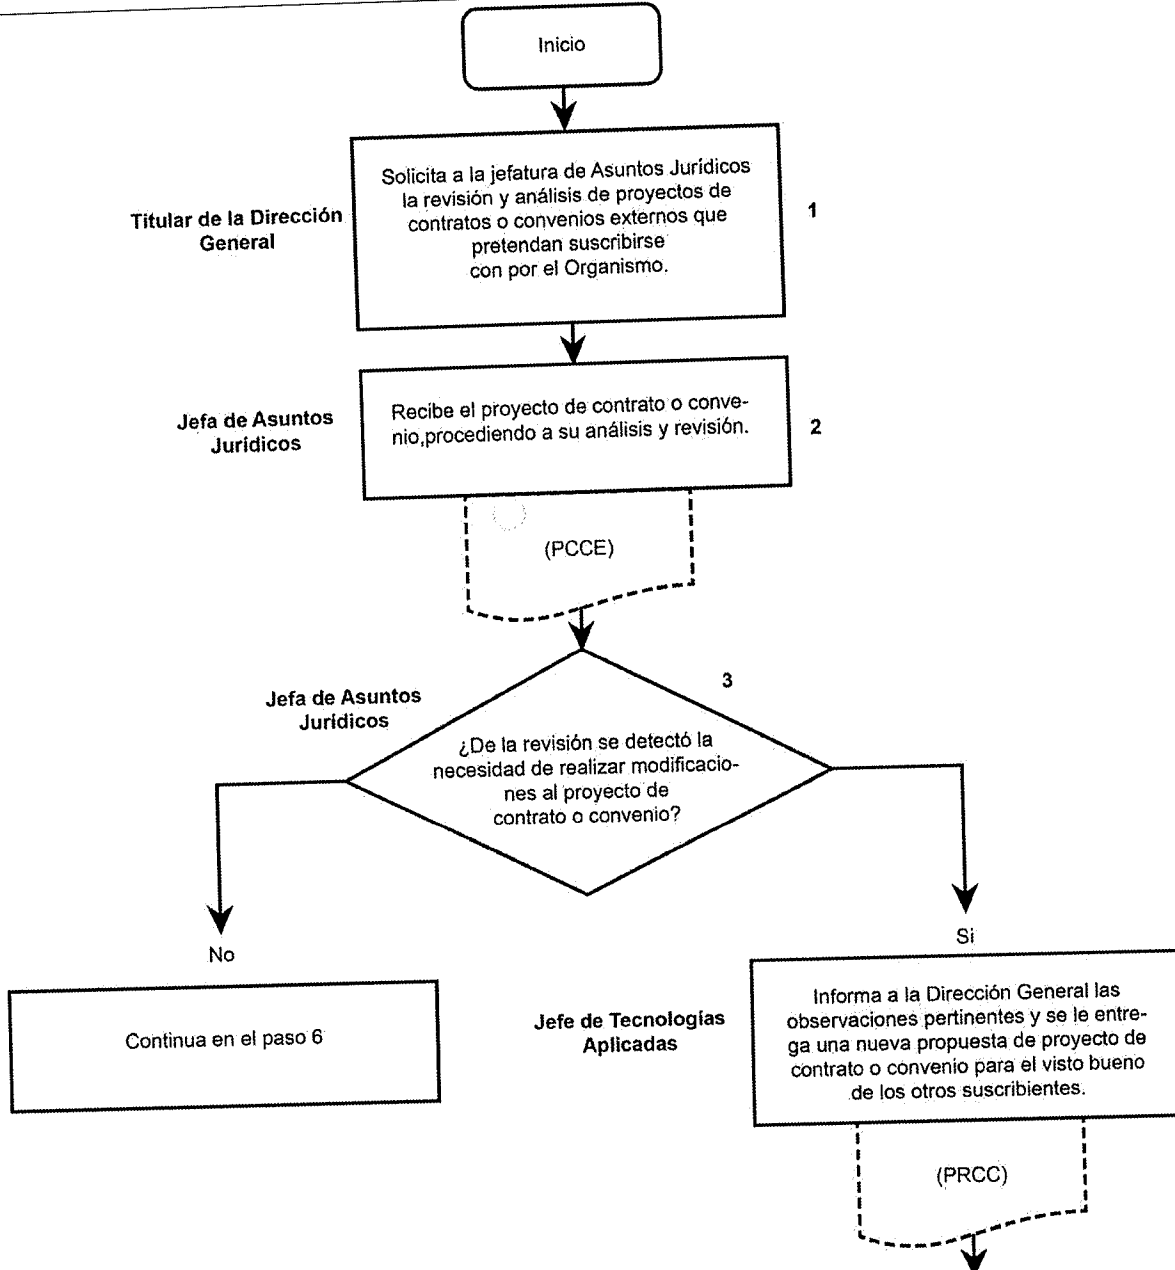 Inicio
Solicita a la jefatura de Asuntos Jurídicos
la revisión y análisis de proyectos de
contratos o convenios externos que
pretendan suscribirse
con por el Organismo.
Titular de la Dirección
General
1
Recibe el proyecto de contrato o conve-
nio,procediendo a su análisis y revisión.
Jefa de Asuntos
Jurídicos
2
(PCCE)
Jefa de Asuntos
Jurídicos
3
¿De la revisión se detectó la
necesidad de realizar modificacio-
nes al proyecto de
contrato o convenio?
No
Si
Continua en el paso 6
Jefe de Tecnologías
Aplicadas
Informa a la Dirección General las
observaciones pertinentes y se le entre-
ga una nueva propuesta de proyecto de
contrato o convenio para el visto bueno
de los otros suscribientes.
(PRCC)